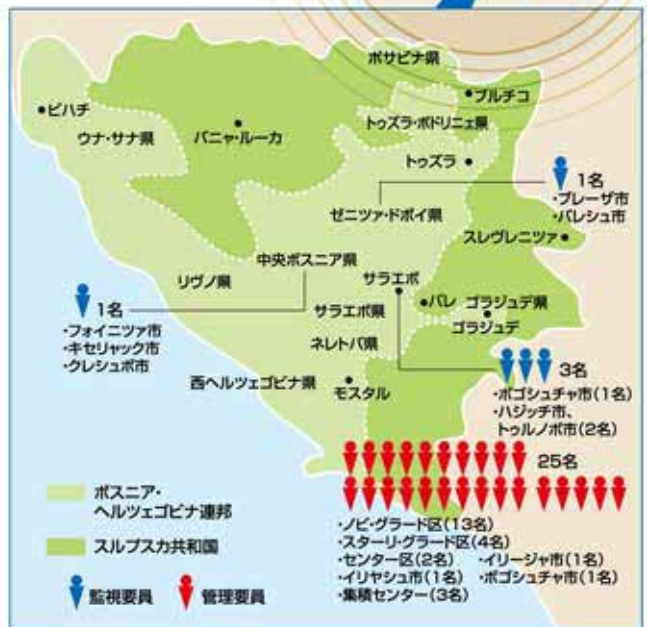 ポサビナ県
・ブルチコ
・ビハチ
ウナ・サナ県
バニャ・ルーカ
トゥズラ・ポドリニェ県
トゥズラ・
1名
・ブレーザ市
・バレシュ市
ゼニツァ・ドボイ県
スレヴレニツァ・
中央ボスニア県
サラエボ
リヴノ県
・パレ
ゴラジュデ県
1名
サラエボ県
ゴラジュデ
・フォイニツァ市
・キセリャック市
・クレシュボ市
ネレトバ県
西ヘルツェゴビナ県
モスタル
3名
・ボゴシュチャ市(1名)
・ハジッチ市、
トゥルノボ市(2名)
25名
ボスニア・
ヘルツェゴビナ連邦
スルプスカ共和国
・ノビ・グラード区(13名)
・スターリ・グラード区(4名)
・センター区(2名) ・イリージャ市(1名)
・イリヤシュ市(1名) ・ボゴシュチャ市(1名)
・集積センター(3名)
監視要員 管理要員